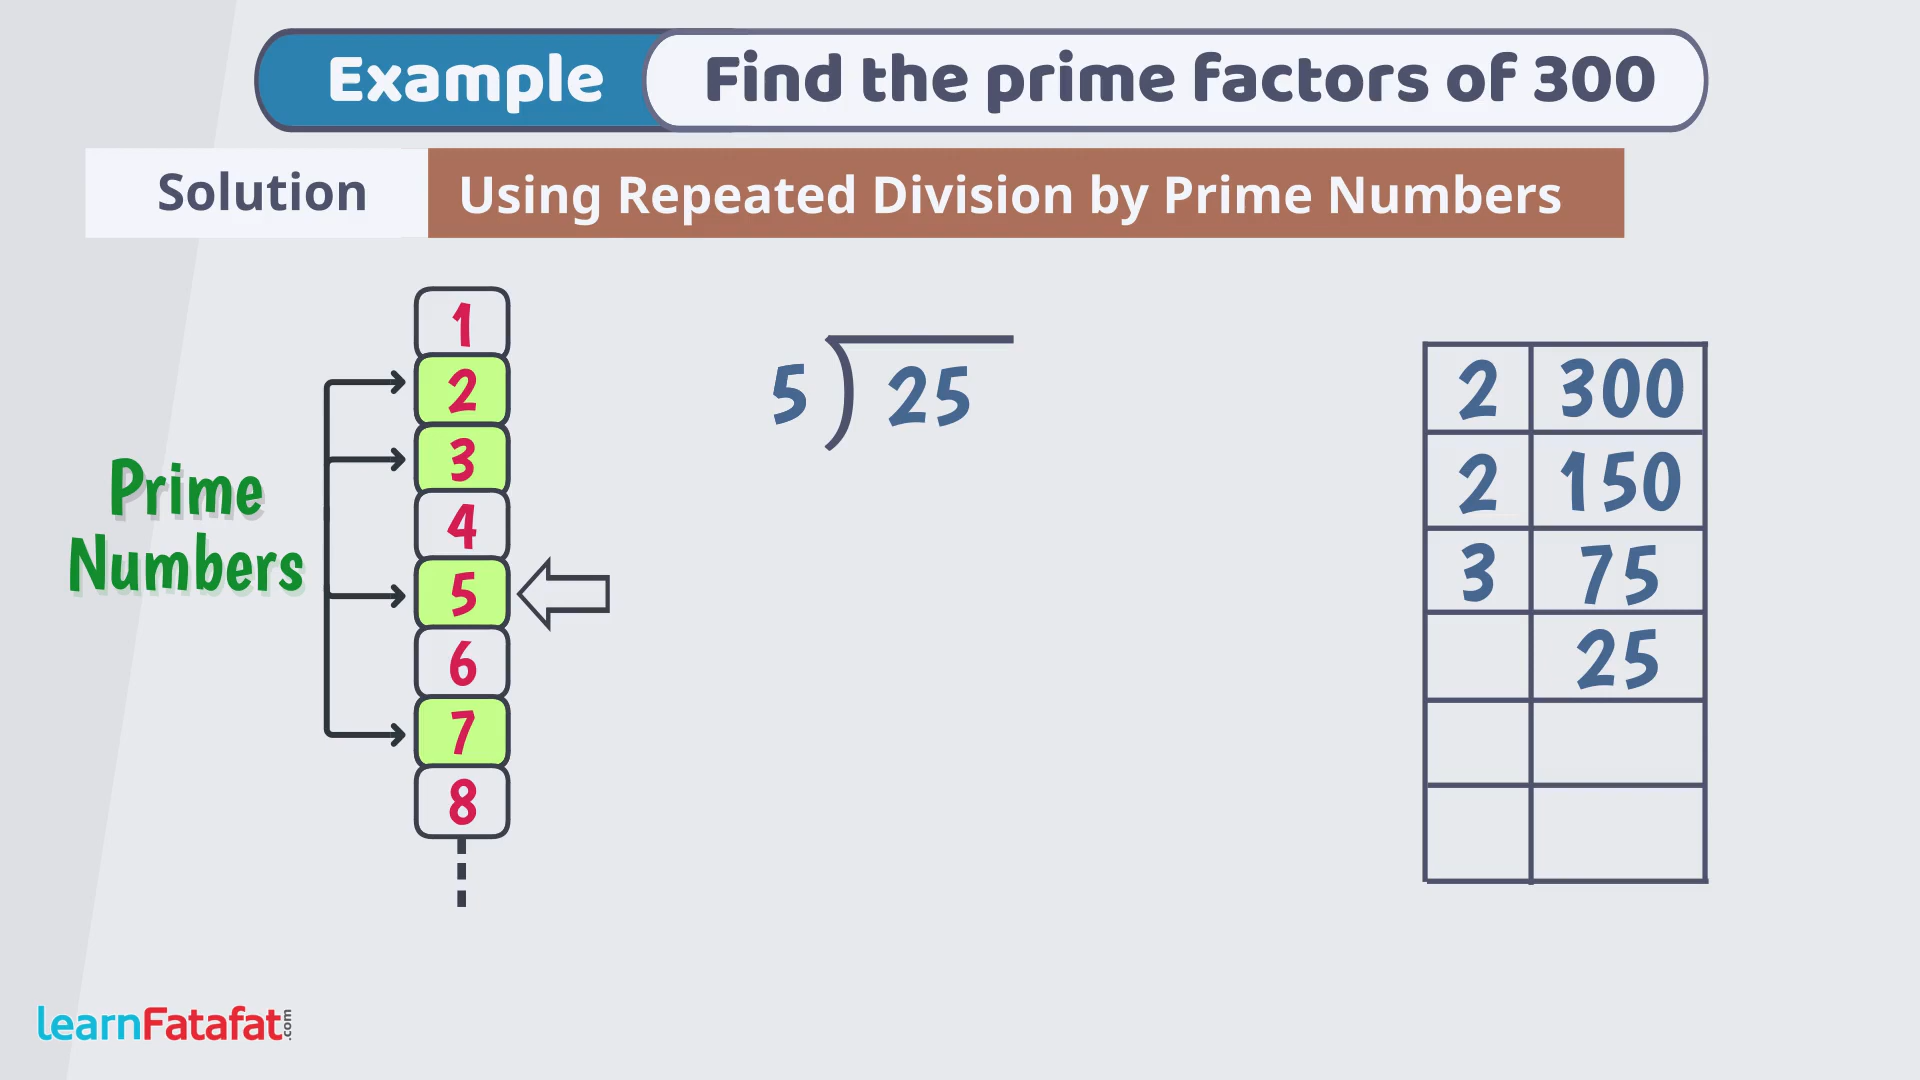 Example Find the prime factors of 300
Solution Using Repeated Division by Prime Numbers
Prime
Numbers
1
2
3
4
5
6
7
8
5 25
2 300
2 150
3 75
25
learnFatafat.com